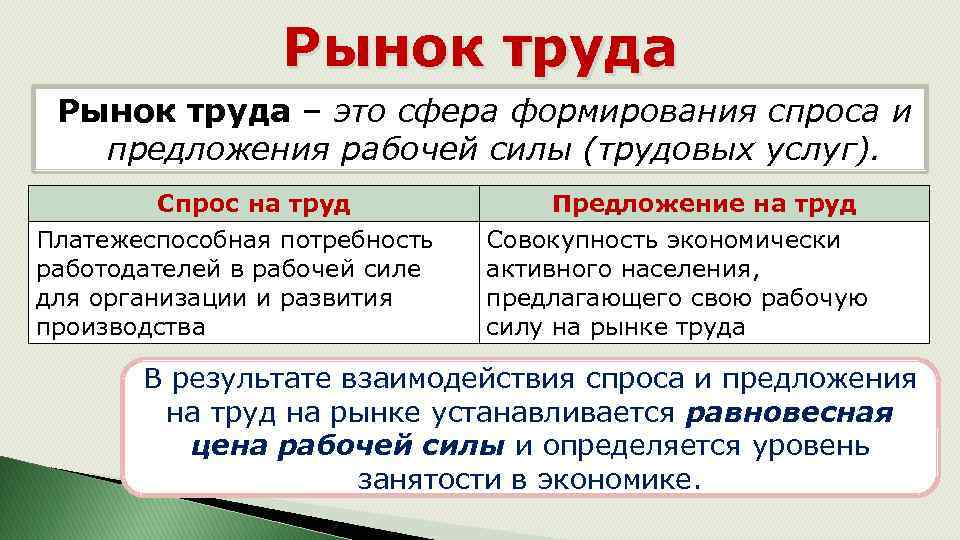 Рынок труда
Рынок труда – это сфера формирования спроса и
предложения рабочей силы (трудовых услуг).
Спрос на труд
Платежеспособная потребность
работодателей в рабочей силе
для организации и развития
производства
Предложение на труд
Совокупность экономически
активного населения,
предлагающего свою рабочую
силу на рынке труда
В результате взаимодействия спроса и предложения
на труд на рынке устанавливается равновесная
цена рабочей силы и определяется уровень
занятости в экономике.